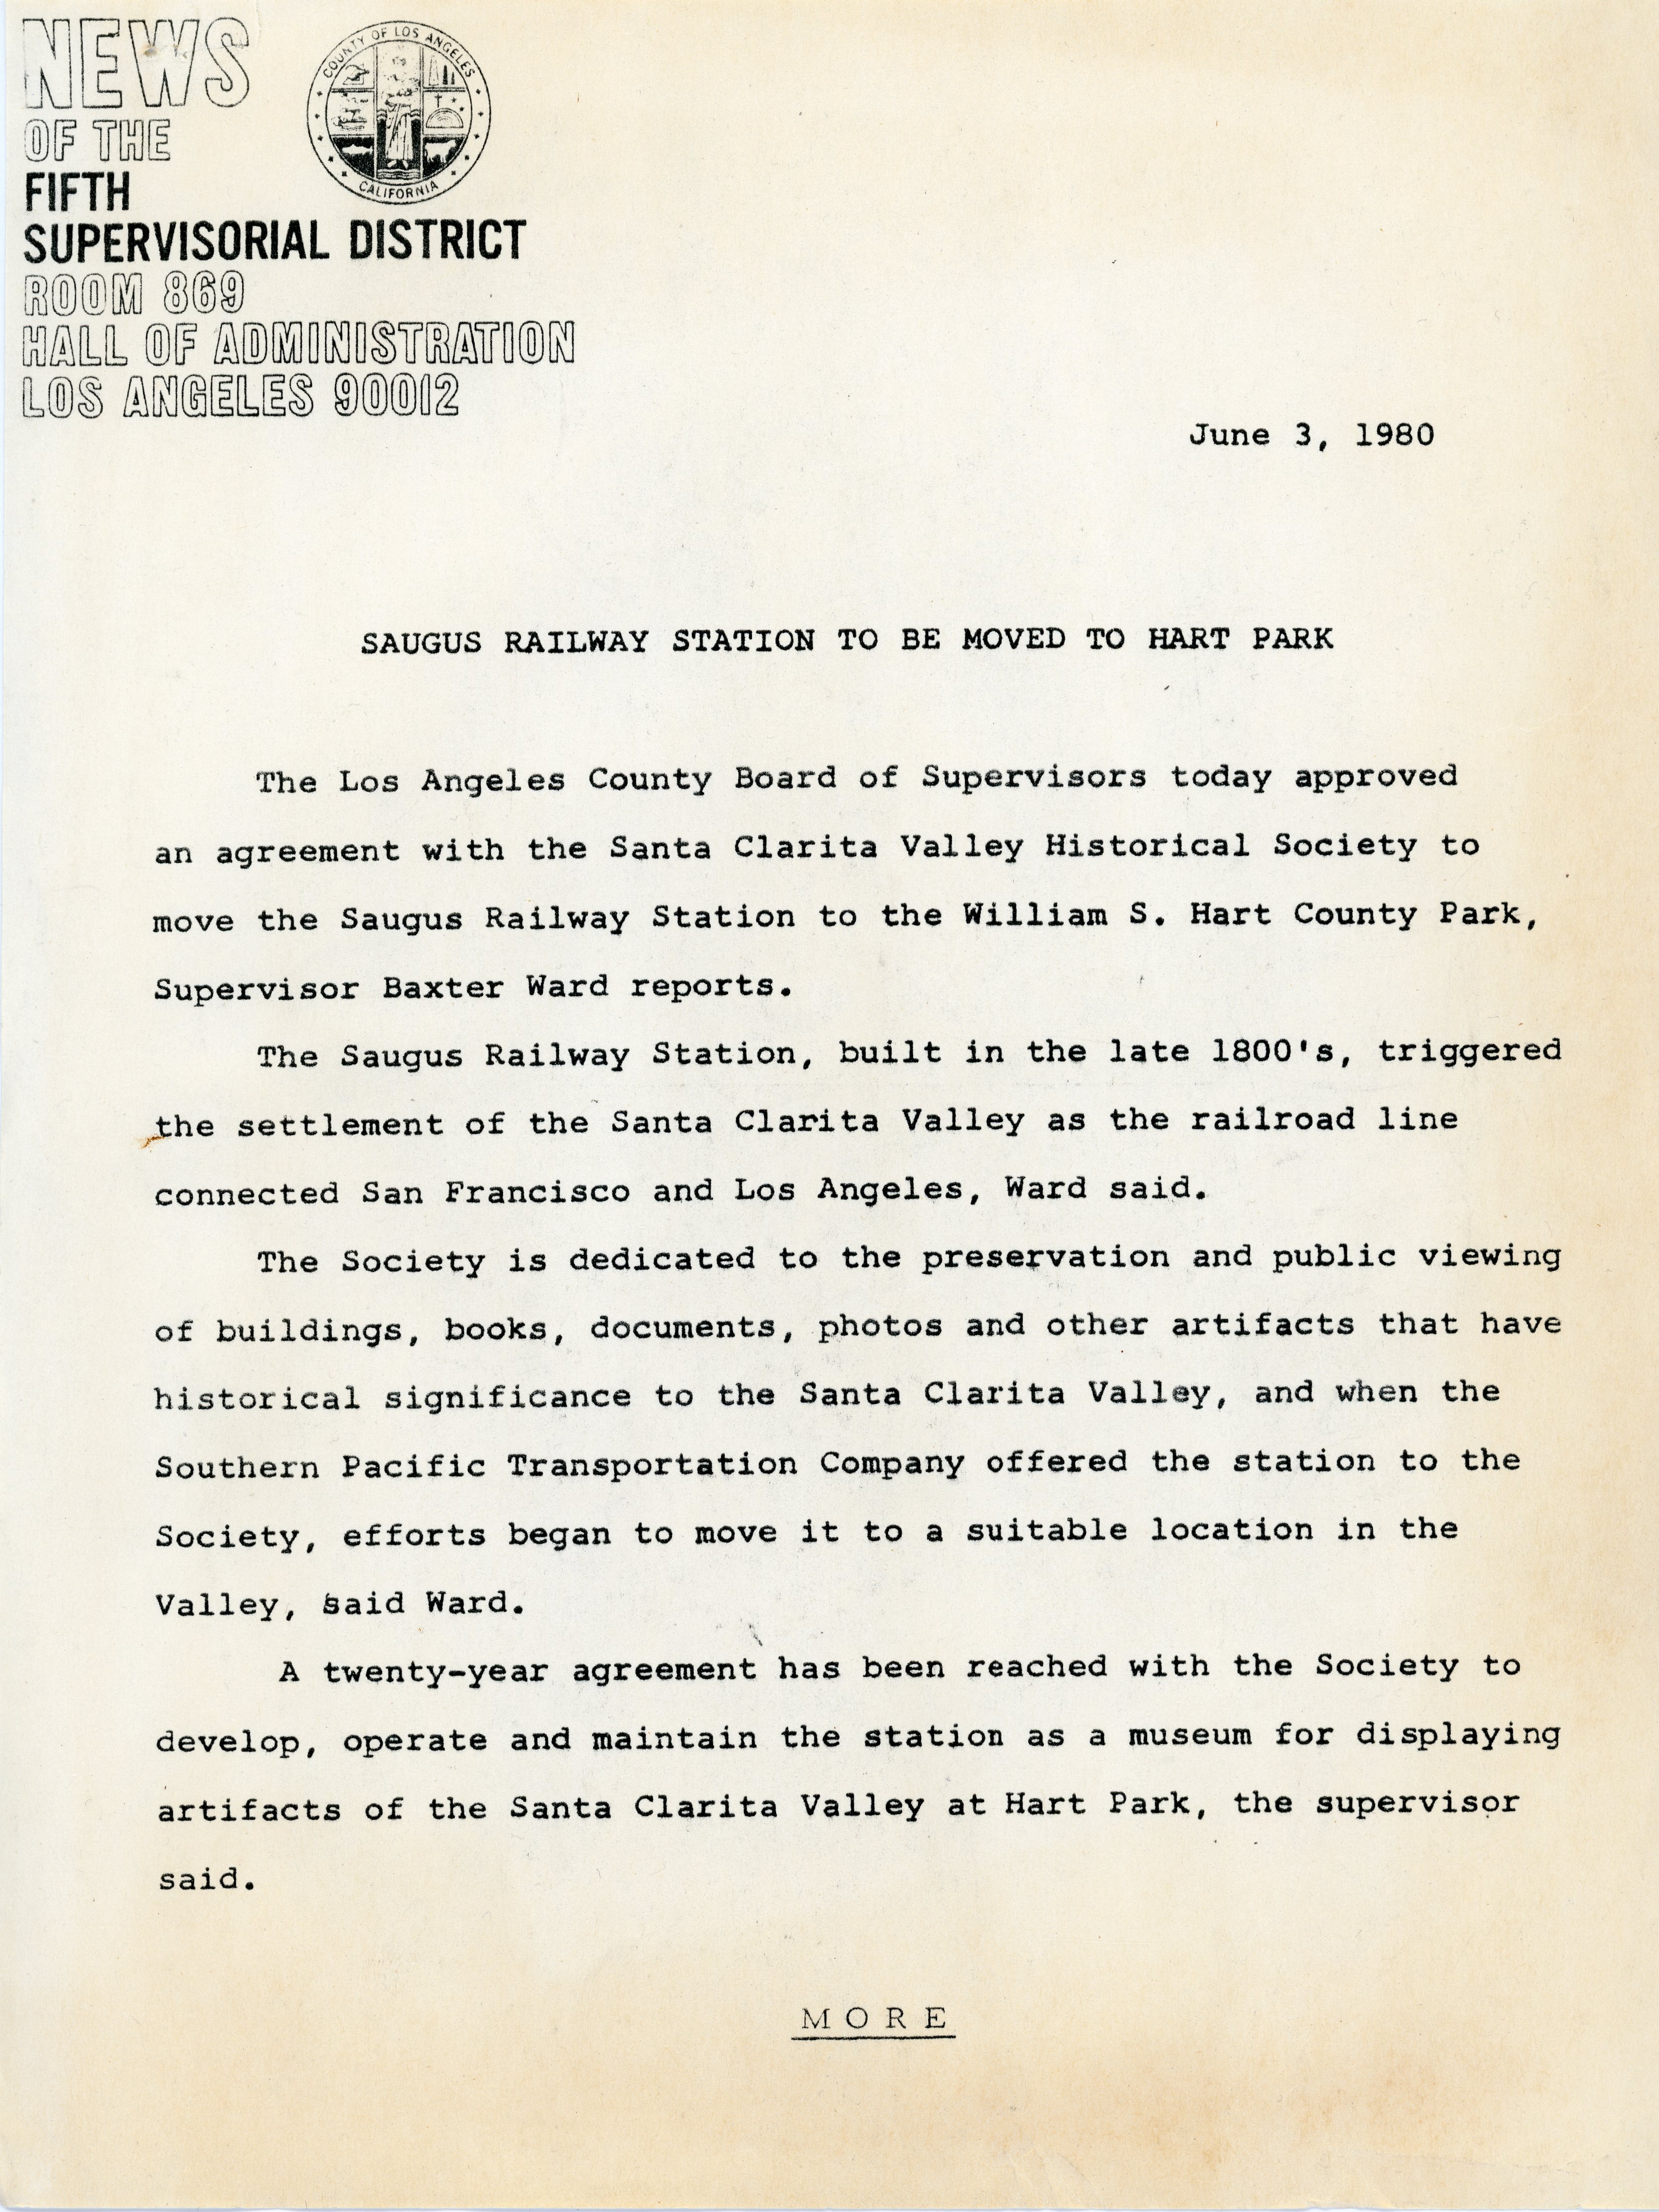 NEWS
OF THE
FIFTH
SUPERVISORIAL DISTRICT
ROOM 869
HALL OF ADMINISTRATION
LOS ANGELES 90012
COUNTY OF LOS ANGELES
CALIFORNIA
June 3, 1980
SAUGUS RAILWAY STATION TO BE MOVED TO HART PARK
The Los Angeles County Board of Supervisors today approved
an agreement with the Santa Clarita Valley Historical Society to
move the Saugus Railway Station to the William S. Hart County Park,
Supervisor Baxter Ward reports.
The Saugus Railway Station, built in the late 1800's, triggered
the settlement of the Santa Clarita Valley as the railroad line
connected San Francisco and Los Angeles, Ward said.
The Society is dedicated to the preservation and public viewing
of buildings, books, documents, photos and other artifacts that have
historical significance to the Santa Clarita Valley, and when the
Southern Pacific Transportation Company offered the station to the
Society, efforts began to move it to a suitable location in the
Valley, said Ward.
A twenty-year agreement has been reached with the Society to
develop, operate and maintain the station as a museum for displaying
artifacts of the Santa Clarita Valley at Hart Park, the supervisor
said.
M O R E